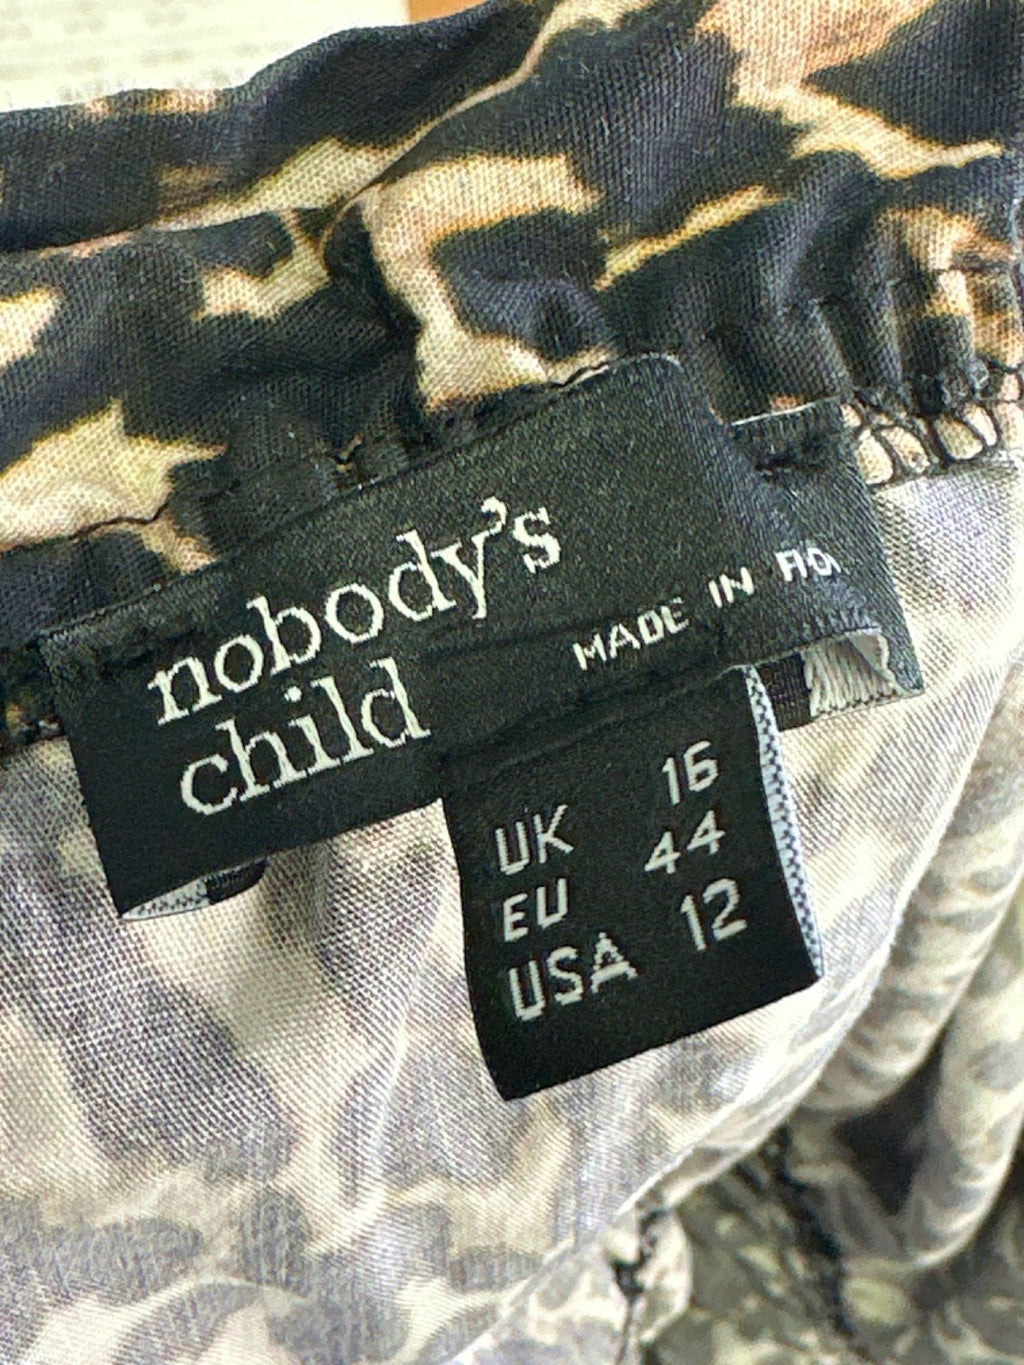 nobody's
child
MADE IN
UK 16
EU 44
USA 12